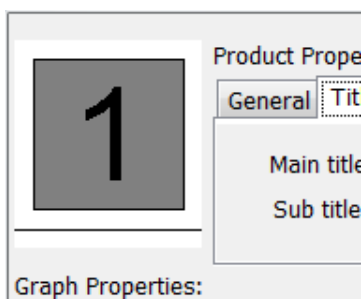 Product Prope
1
General Tit
Main title
Sub title
Graph Properties: